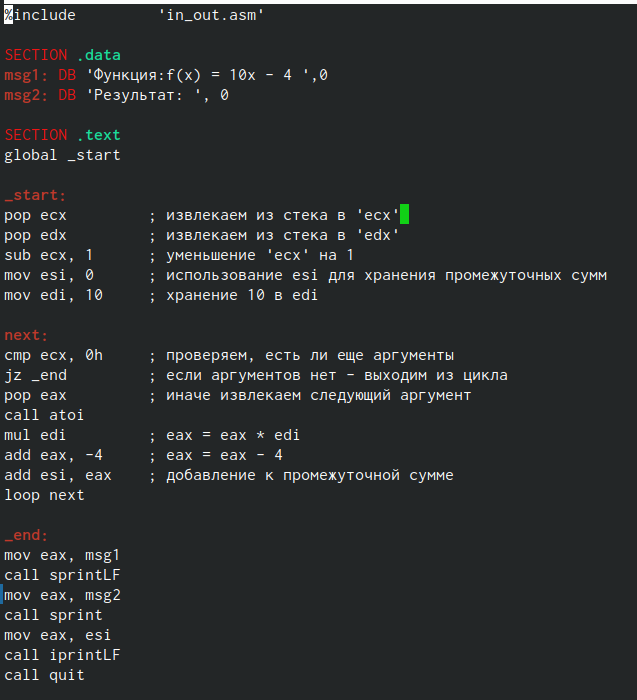 %include         'in_out.asm'
SECTION .data
msg1: DB 'Функция:f(x) = 10x - 4 ',0
msg2: DB 'Результат: ', 0
SECTION .text
global _start
_start:
pop ecx         ; извлекаем из стека в 'ecx'
pop edx         ; извлекаем из стека в 'edx'
sub ecx, 1      ; уменьшение 'ecx' на 1
mov esi, 0      ; использование esi для хранения промежуточных сумм
mov edi, 10     ; хранение 10 в edi
next:
cmp ecx, 0h     ; проверяем, есть ли еще аргументы
jz _end         ; если аргументов нет - выходим из цикла
pop eax         ; иначе извлекаем следующий аргумент
call atoi
mul edi         ; eax = eax * edi
add eax, -4     ; eax = eax - 4
add esi, eax    ; добавление к промежуточной сумме
loop next
_end:
mov eax, msg1
call sprintLF
mov eax, msg2
call sprint
mov eax, esi
call iprintLF
call quit